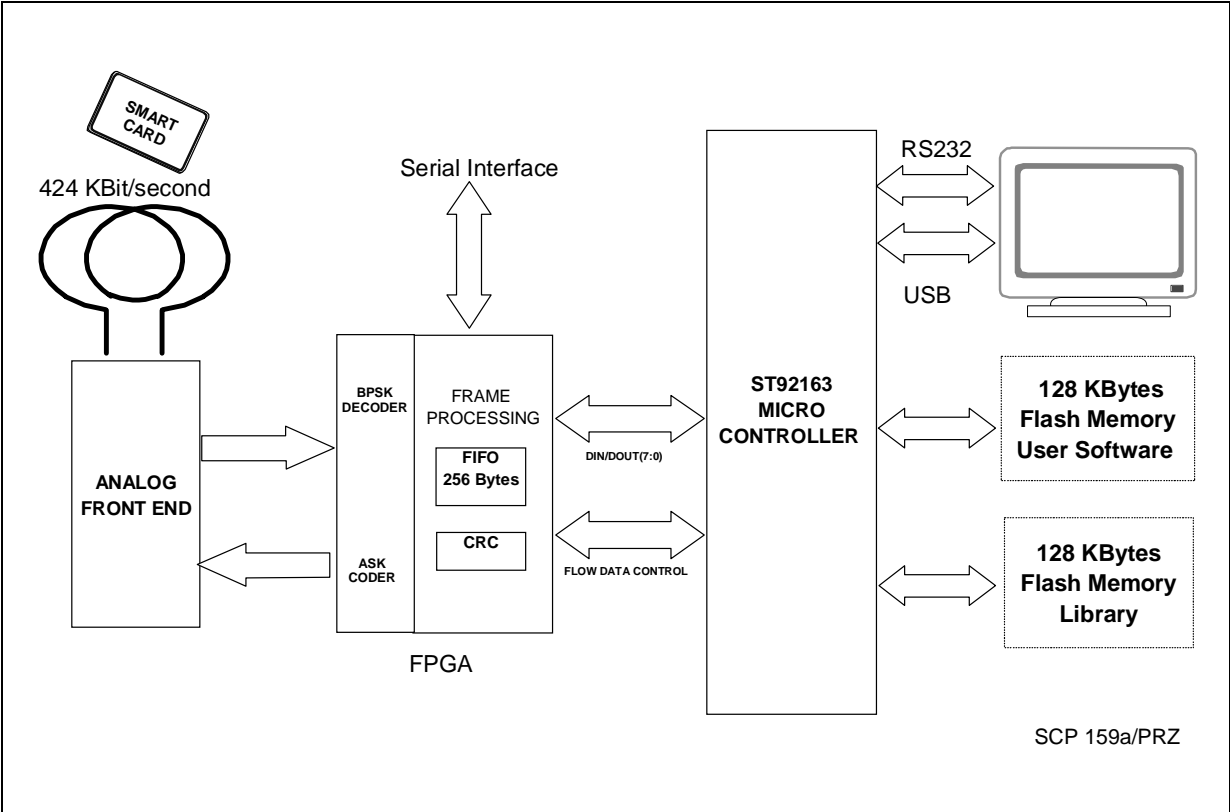 SMART
CARD
424 KBit/second
Serial Interface
RS232
USB
BPSK
DECODER
FRAME
PROCESSING
FIFO
256 Bytes
CRC
ASK
CODER
FPGA
ANALOG
FRONT END
DIN/DOUT(7:0)
FLOW DATA CONTROL
ST92163
MICRO
CONTROLLER
128 KBytes
Flash Memory
User Software
128 KBytes
Flash Memory
Library
SCP 159a/PRZ